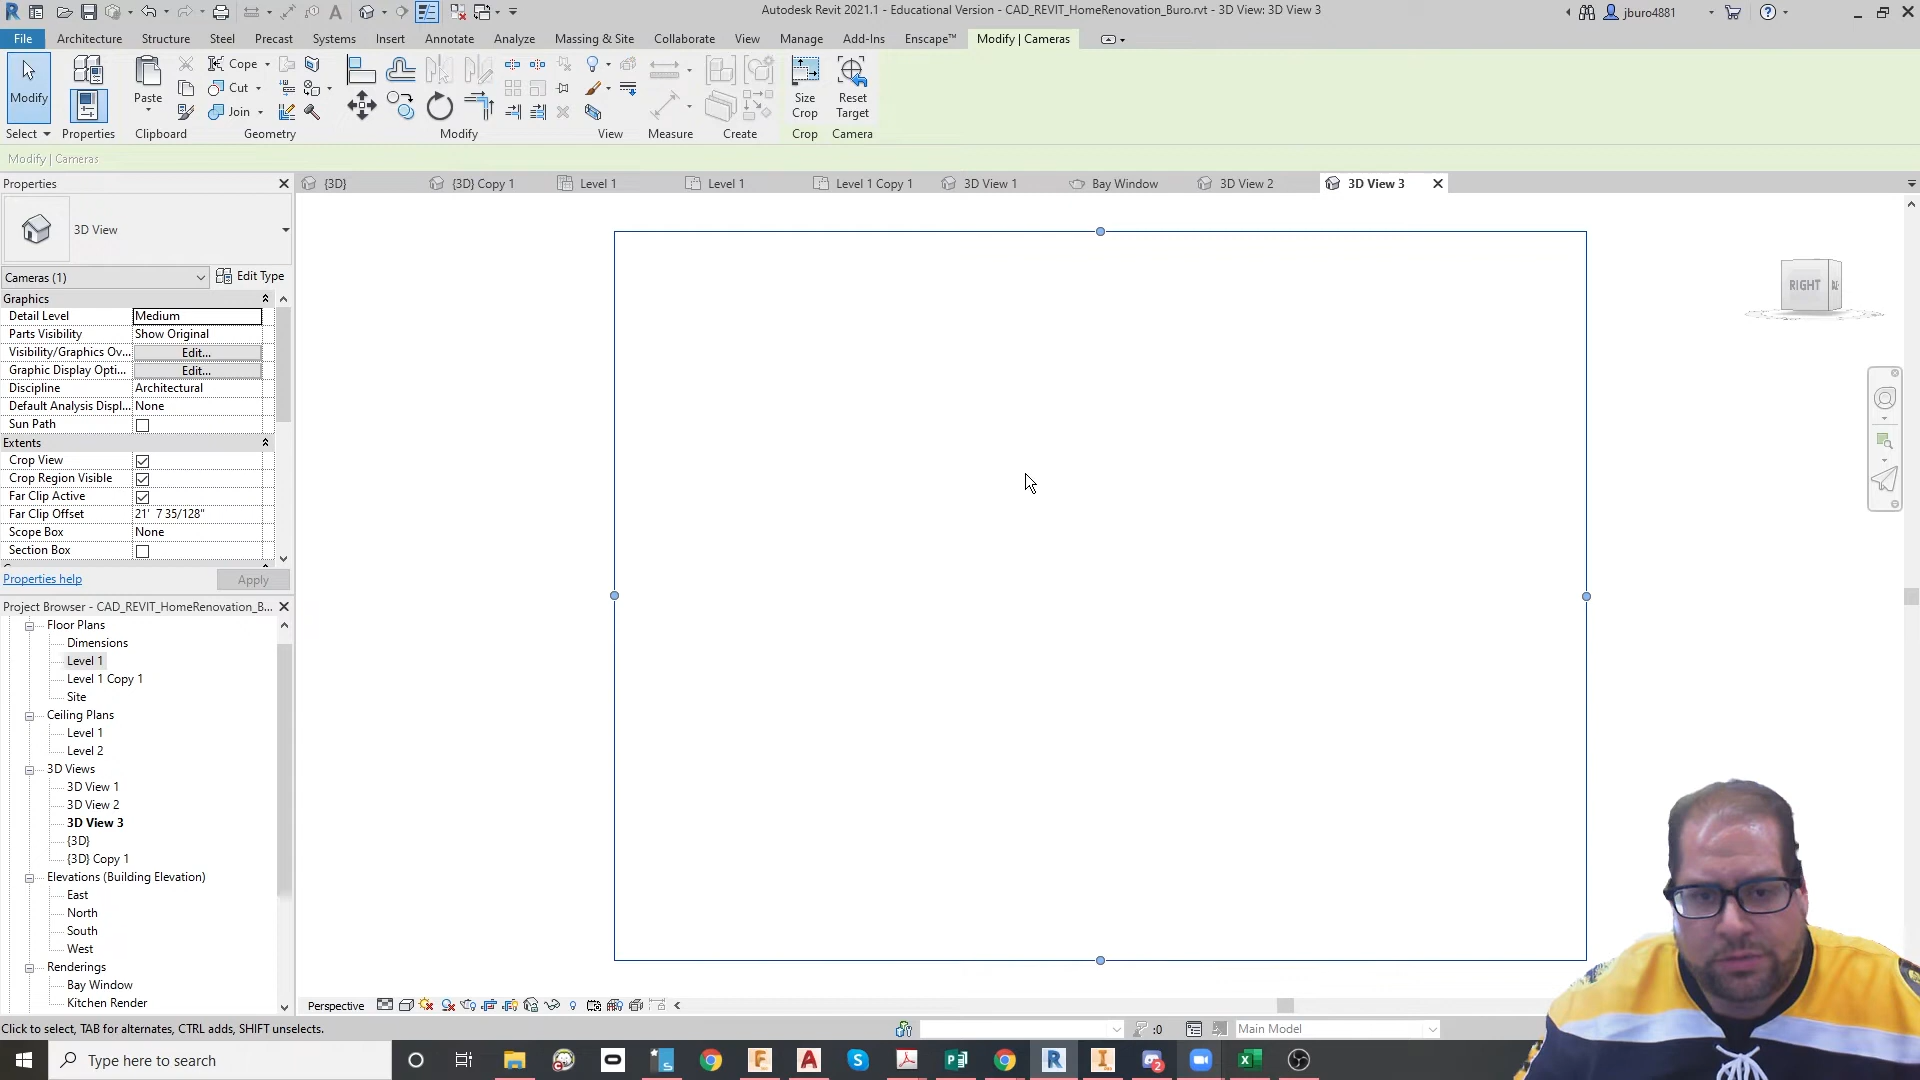 Autodesk Revit 2021.1 - Educational Version - CAD_REVIT_HomeRenovation_Buro.rvt - 3D View: 3D View 3
jburo4881
File Architecture Structure Steel Precast Systems Insert Annotate Analyze Massing & Site Collaborate View Manage Add-Ins Enscape™ Modify | Cameras
Modify
Paste
Cope
Cut
Join
Size Crop
Reset Target
Select Properties Clipboard Geometry Modify View Measure Create Crop Camera
Modify | Cameras
Properties
{3D} {3D} Copy 1 Level 1 Level 1 Level 1 Copy 1 3D View 1 Bay Window 3D View 2 3D View 3
3D View
Cameras (1) Edit Type
Graphics
Detail Level Medium
Parts Visibility Show Original
Visibility/Graphics Ov... Edit...
Graphic Display Opti... Edit...
Discipline Architectural
Default Analysis Displ... None
Sun Path
Extents
Crop View
Crop Region Visible
Far Clip Active
Far Clip Offset 21' 7 35/128"
Scope Box None
Section Box
Properties help Apply
RIGHT
Project Browser - CAD_REVIT_HomeRenovation_B...
Floor Plans
Dimensions
Level 1
Level 1 Copy 1
Site
Ceiling Plans
Level 1
Level 2
3D Views
3D View 1
3D View 2
3D View 3
{3D}
{3D} Copy 1
Elevations (Building Elevation)
East
North
South
West
Renderings
Bay Window
Kitchen Render
Perspective
Click to select, TAB for alternates, CTRL adds, SHIFT unselects.
:0
Main Model
Type here to search